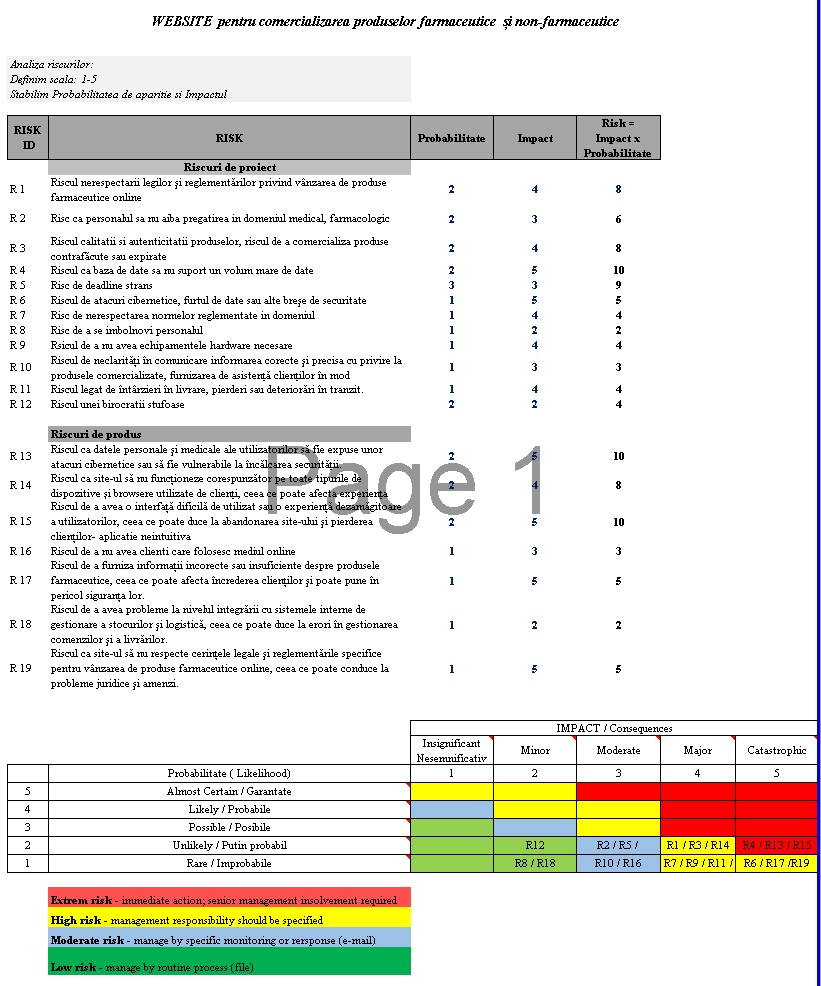 WEBSITE pentru comercializarea produselor farmaceutice și non-farmaceutice
Analiza riscurilor:
Definim scala: 1-5
Stabilim Probabilitatea de aparitie si Impactul
RISK ID RISK Probabilitate Impact Risk = Impact x Probabilitate
Riscuri de proiect
R 1 Riscul nerespectarii legilor și reglementărilor privind vânzarea de produse
farmaceutice online 2 4 8
R 2 Risc ca personalul sa nu aiba pregatirea in domeniul medical, farmacologic 2 3 6
R 3 Riscul calitatii si autenticitatii produselor, riscul de a comercializa produse
contrafăcute sau expirate 2 4 8
R 4 Riscul ca baza de date sa nu suport un volum mare de date 2 5 10
R 5 Risc de deadline strans 3 3 9
R 6 Riscul de atacuri cibernetice, furtul de date sau alte breșe de securitate 1 5 5
R 7 Risc de nerespectarea normelor reglementate in domeniul 1 4 4
R 8 Risc de a se imbolnovi personalul 1 2 2
R 9 Rsicul de a nu avea echipamentele hardware necesare 1 4 4
R 10 Riscul de neclarități în comunicare informarea corecte și precisa cu privire la
produsele comercializate, furnizarea de asistență clienților în mod 1 3 3
R 11 Riscul legat de întârzieri în livrare, pierderi sau deteriorări în tranzit. 1 4 4
R 12 Riscul unei birocratii stufoase 2 2 4
Riscuri de produs
R 13 Riscul ca datele personale și medicale ale utilizatorilor să fie expuse unor
atacuri cibernetice sau să fie vulnerabile la încălcarea securității. 2 5 10
R 14 Riscul ca site-ul să nu funcționeze corespunzător pe toate tipurile de
dispozitive și browsere utilizate de clienți, ceea ce poate afecta experiența 2 4 8
R 15 Riscul de a avea o interfață dificilă de utilizat sau o experiență dezamăgitoare
a utilizatorilor, ceea ce poate duce la abandonarea site-ului și pierderea
clienților- aplicatie neintuitiva 2 5 10
R 16 Riscul de a nu avea clienti care folosesc mediul online 1 3 3
R 17 Riscul de a furniza informații incorecte sau insuficiente despre produsele
farmaceutice, ceea ce poate afecta încrederea clienților și poate pune în
pericol siguranța lor. 1 5 5
R 18 Riscul de a avea probleme la nivelul integrării cu sistemele interne de
gestionare a stocurilor și logistică, ceea ce poate duce la erori în gestionarea
comenzilor și a livrărilor. 1 2 2
R 19 Riscul ca site-ul să nu respecte cerințele legale și reglementările specifice
pentru vânzarea de produse farmaceutice online, ceea ce poate conduce la
probleme juridice și amenzi. 1 5 5
Page 1
IMPACT / Consequences
Insignificant Nesemnificativ Minor Moderate Major Catastrophic
Probabilitate ( Likelihood) 1 2 3 4 5
5 Almost Certain / Garantate
4 Likely / Probabile
3 Possible / Posibile
2 Unlikely / Putin probabil R12 R2 / R5 / R1 / R3 / R14 R4 / R13 / R15
1 Rare / Improbabile R8 / R18 R10 / R16 R7 / R9 / R11 / R6 / R17 /R19
Extrem risk - immediate action; senior management insolvement required
High risk - management responsibility should be specified
Moderate risk - manage by specific monitoring or rersponse (e-mail)
Low risk - manage by routine process (file)